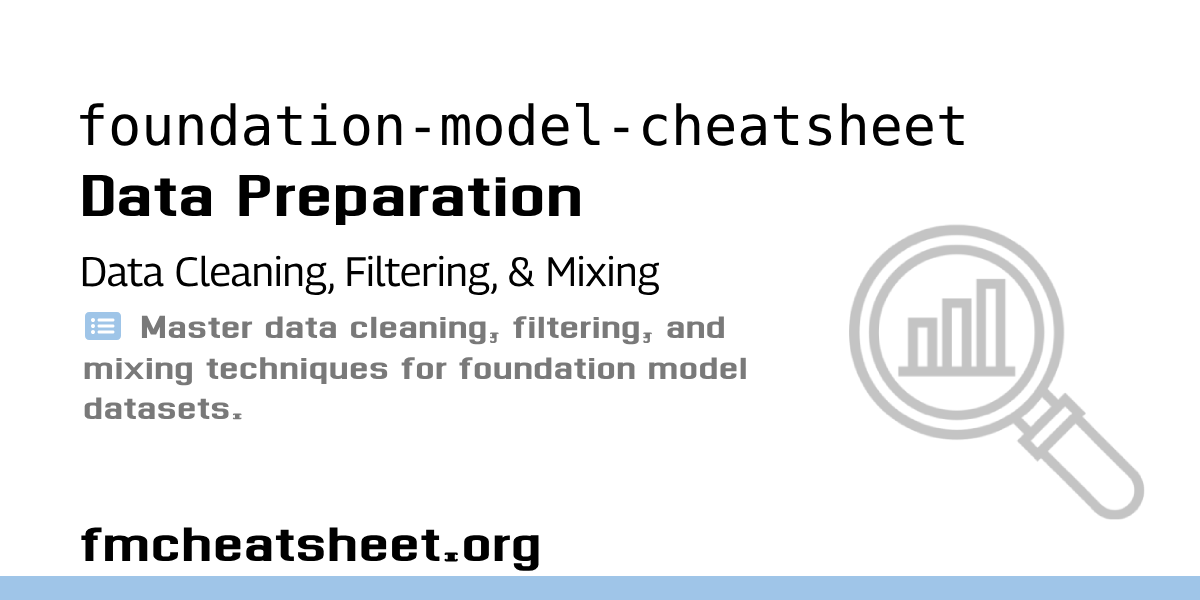 foundation-model-cheatsheet
Data Preparation
Data Cleaning, Filtering, & Mixing
Master data cleaning, filtering, and
mixing techniques for foundation model
datasets.
fmcheatsheet.org